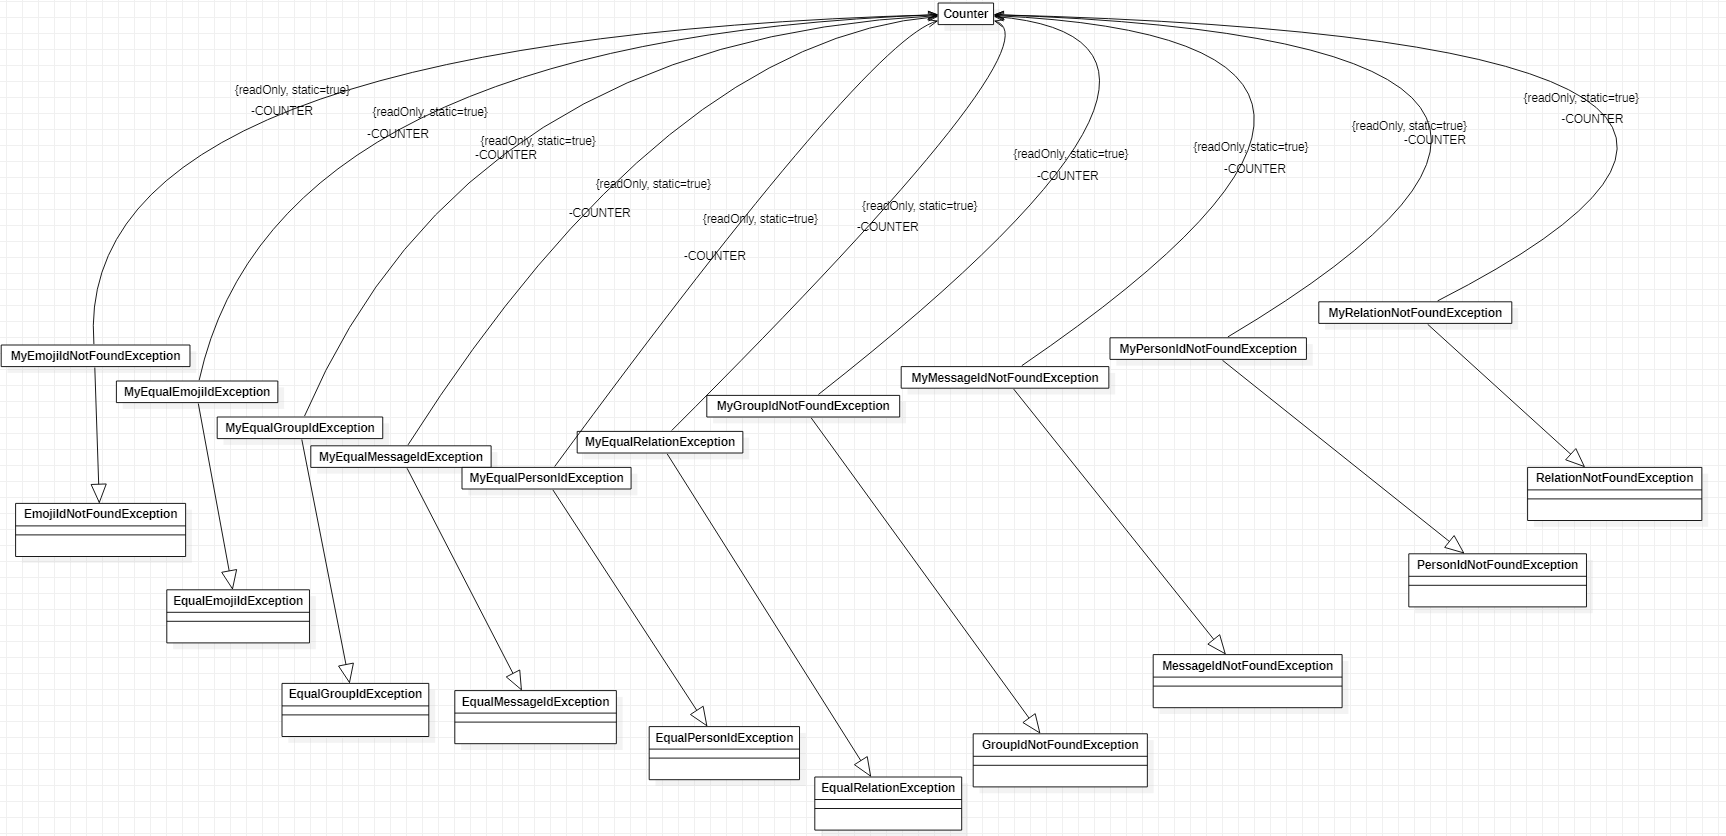 Counter
{readOnly, static=true}
-COUNTER
{readOnly, static=true}
-COUNTER
{readOnly, static=true}
-COUNTER
{readOnly, static=true}
-COUNTER
{readOnly, static=true}
-COUNTER
{readOnly, static=true}
-COUNTER
{readOnly, static=true}
-COUNTER
{readOnly, static=true}
-COUNTER
{readOnly, static=true}
-COUNTER
{readOnly, static=true}
-COUNTER
MyEmojiIdNotFoundException
MyEqualEmojiIdException
MyEqualGroupIdException
MyEqualMessageIdException
MyEqualPersonIdException
MyEqualRelationException
MyGroupIdNotFoundException
MyMessageIdNotFoundException
MyPersonIdNotFoundException
MyRelationNotFoundException
EmojiIdNotFoundException
EqualEmojiIdException
EqualGroupIdException
EqualMessageIdException
EqualPersonIdException
EqualRelationException
GroupIdNotFoundException
MessageIdNotFoundException
PersonIdNotFoundException
RelationNotFoundException